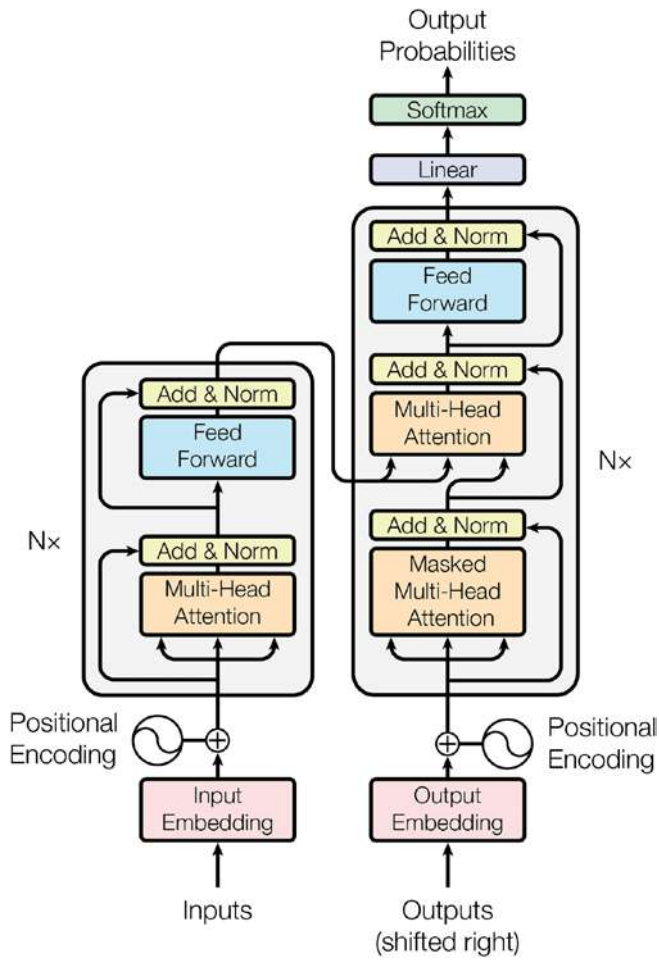 Output
Probabilities
Softmax
Linear
Add & Norm
Feed
Forward
Add & Norm
Multi-Head
Attention
Nx
Add & Norm
Masked
Multi-Head
Attention
Add & Norm
Feed
Forward
N×
Add & Norm
Multi-Head
Attention
Positional
Encoding
Positional
Encoding
Input
Embedding
Output
Embedding
Inputs
Outputs
(shifted right)